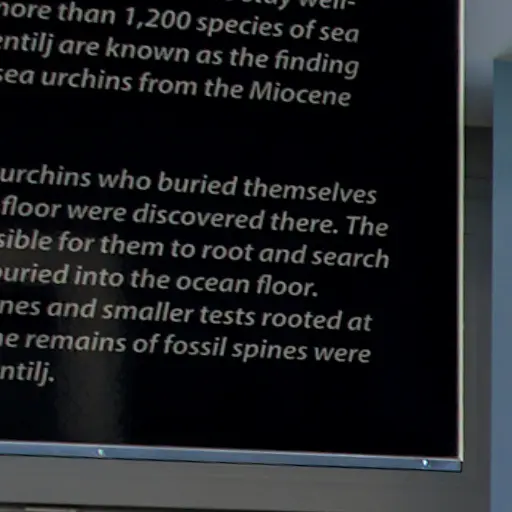 more than 1,200 species of sea
entilj are known as the finding
sea urchins from the Miocene
urchins who buried themselves
floor were discovered there. The
sible for them to root and search
buried into the ocean floor.
nes and smaller tests rooted at
e remains of fossil spines were
ntilj.